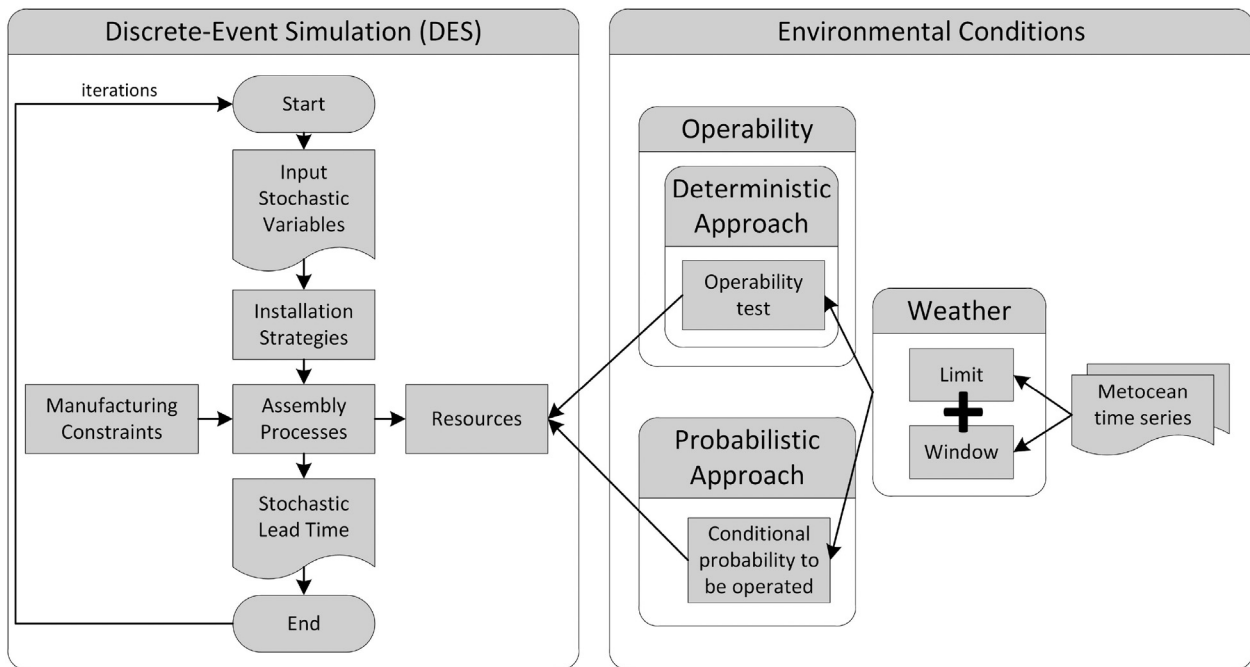 Discrete-Event Simulation (DES)
iterations
Start
Input
Stochastic
Variables
Installation
Strategies
Manufacturing
Constraints
Assembly
Processes
Resources
Stochastic
Lead Time
End
Environmental Conditions
Operability
Deterministic
Approach
Operability
test
Probabilistic
Approach
Conditional
probability to
be operated
Weather
Limit
+
Window
Metocean
time series